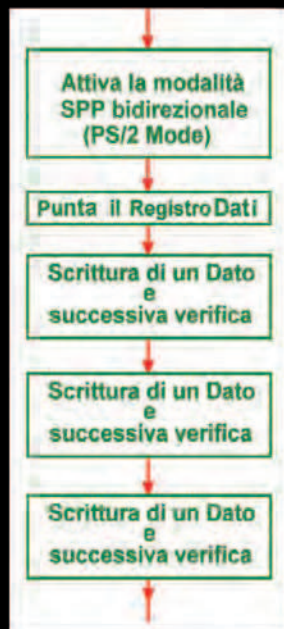 Attiva la modalità
SPP bidirezionale
(PS/2 Mode)
Punta il Registro Dati
Scrittura di un Dato
e
successiva verifica
Scrittura di un Dato
e
successiva verifica
Scrittura di un Dato
e
successiva verifica